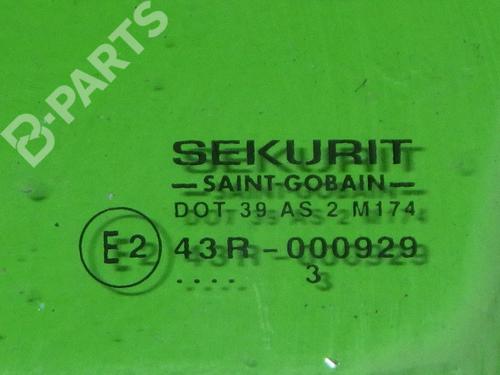 B-PARTS
SEKURIT
SAINT-GOBAIN
DOT 39 AS 2 M174
E2 43R-000929
.... 3